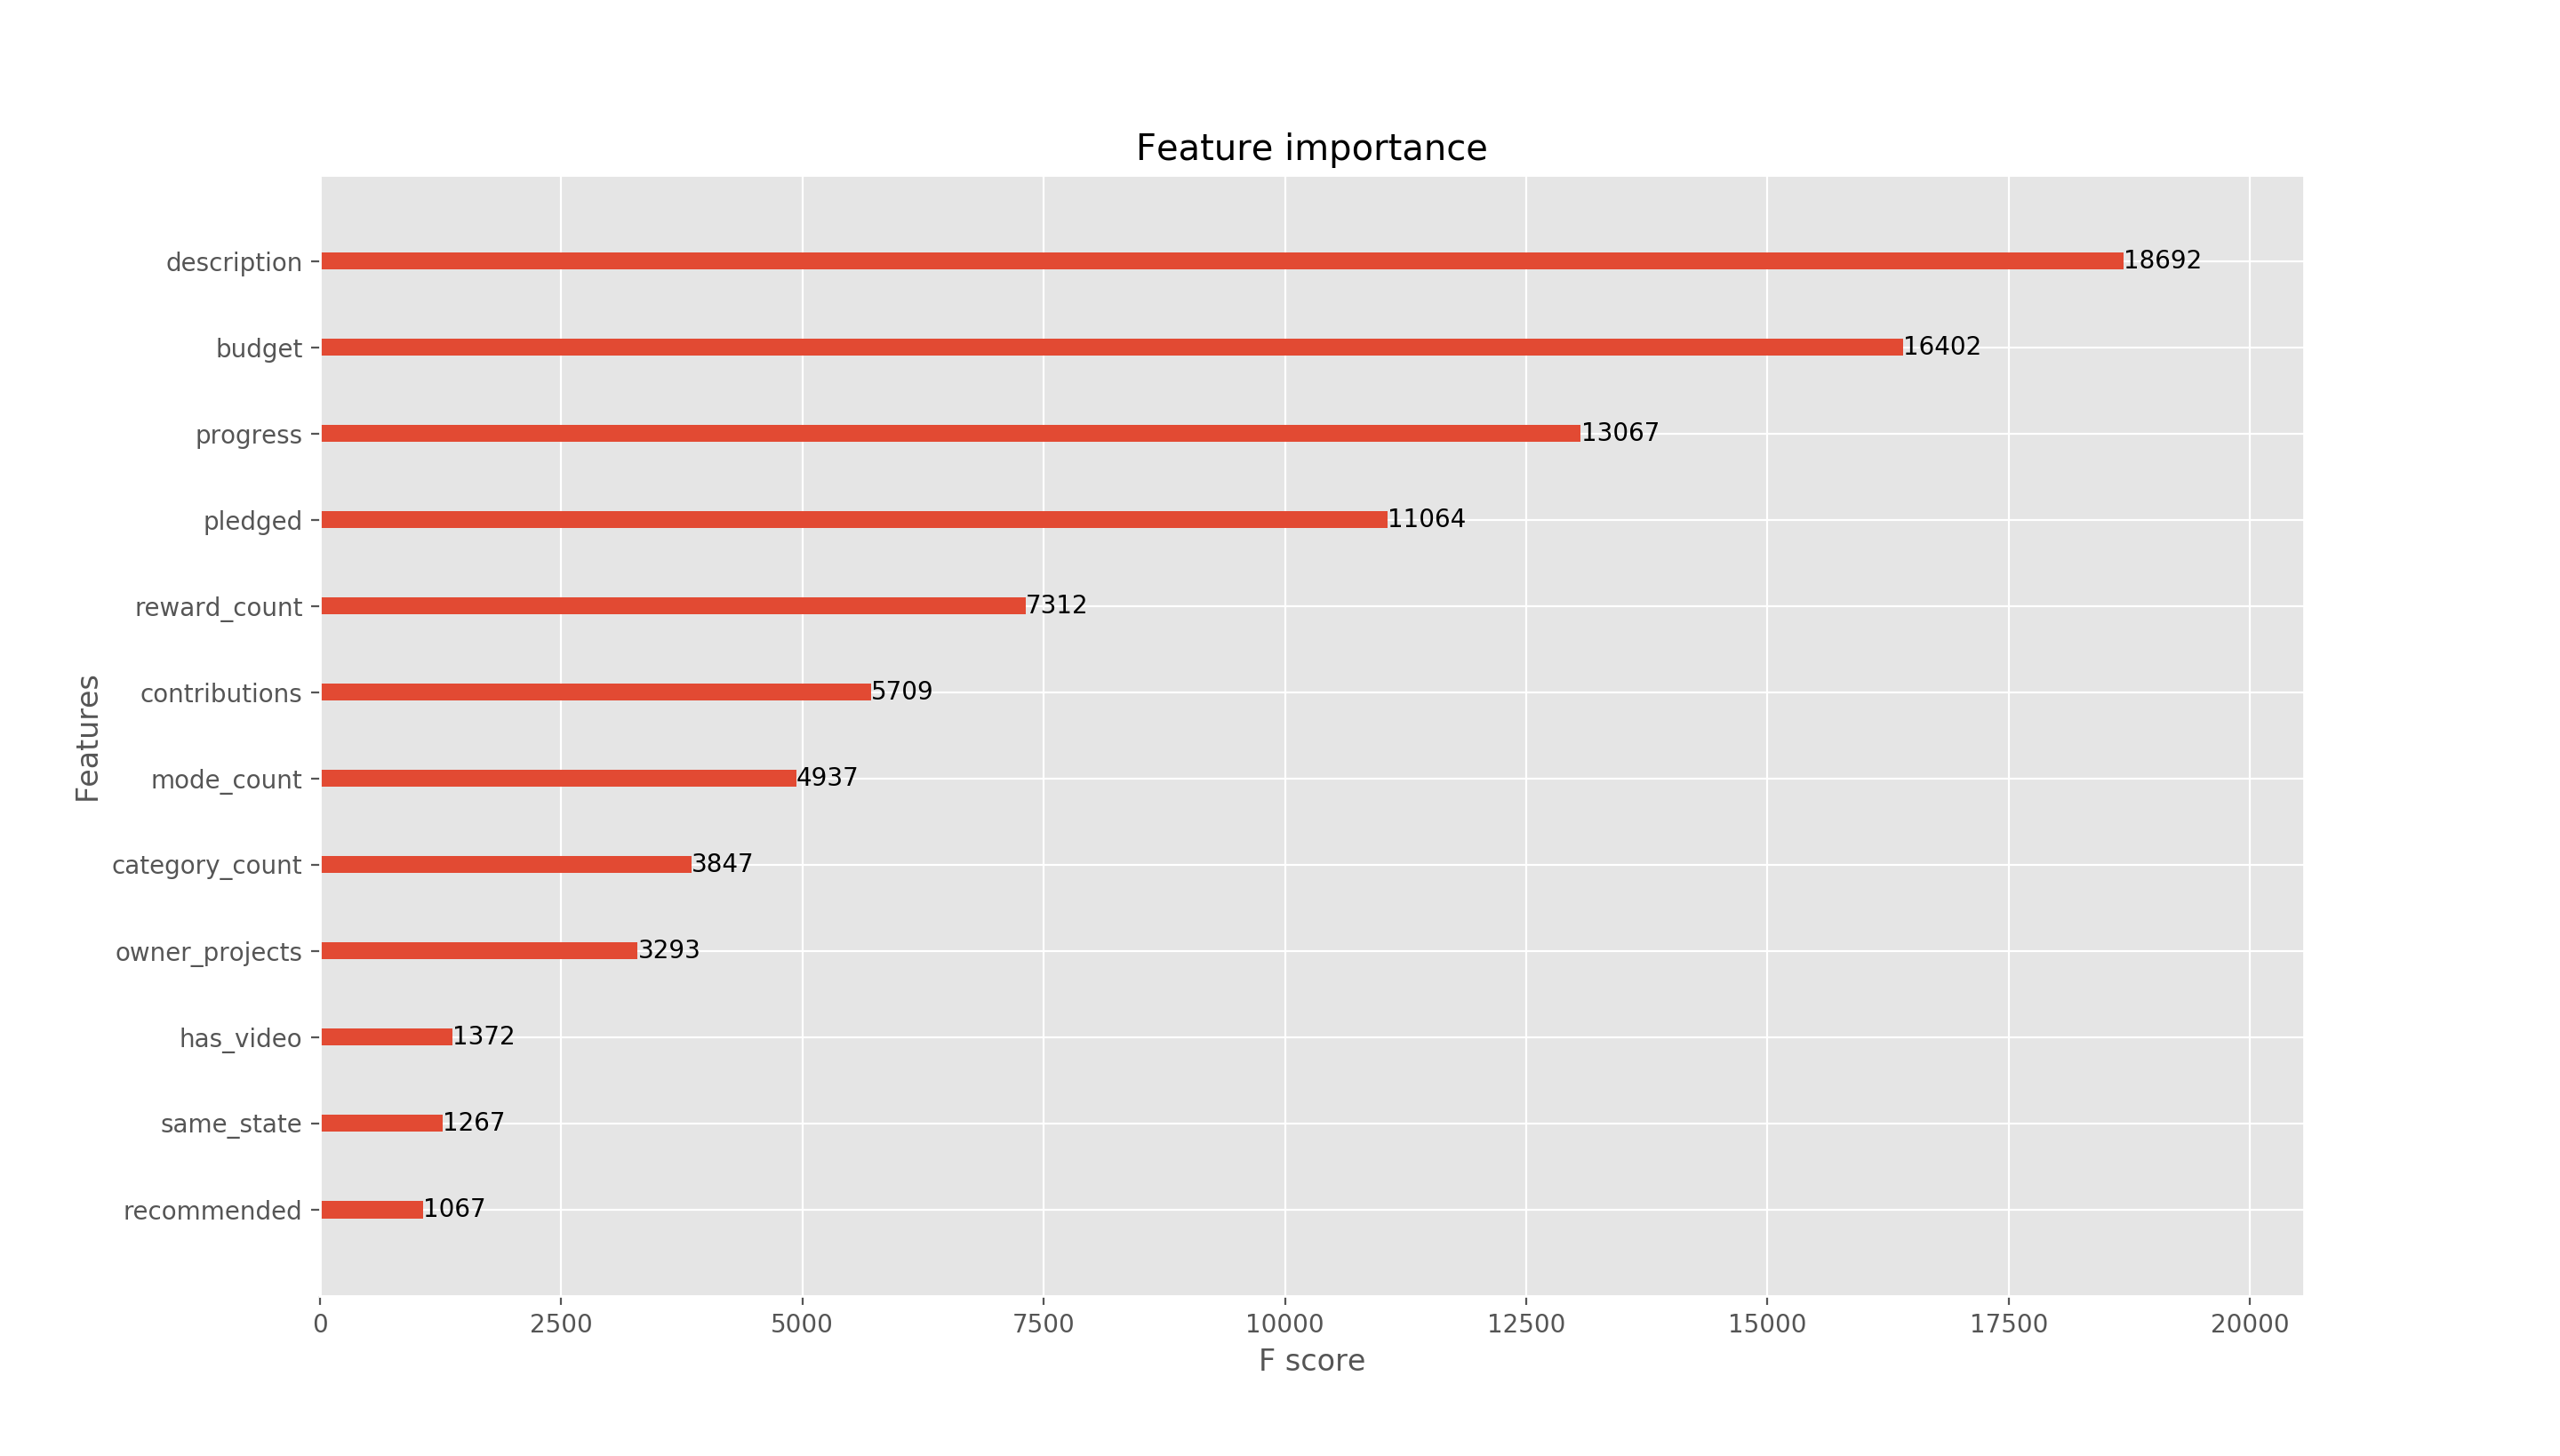 Feature importance
Features
description 18692
budget 16402
progress 13067
pledged 11064
reward_count 7312
contributions 5709
mode_count 4937
category_count 3847
owner_projects 3293
has_video 1372
same_state 1267
recommended 1067
0 2500 5000 7500 10000 12500 15000 17500 20000
F score